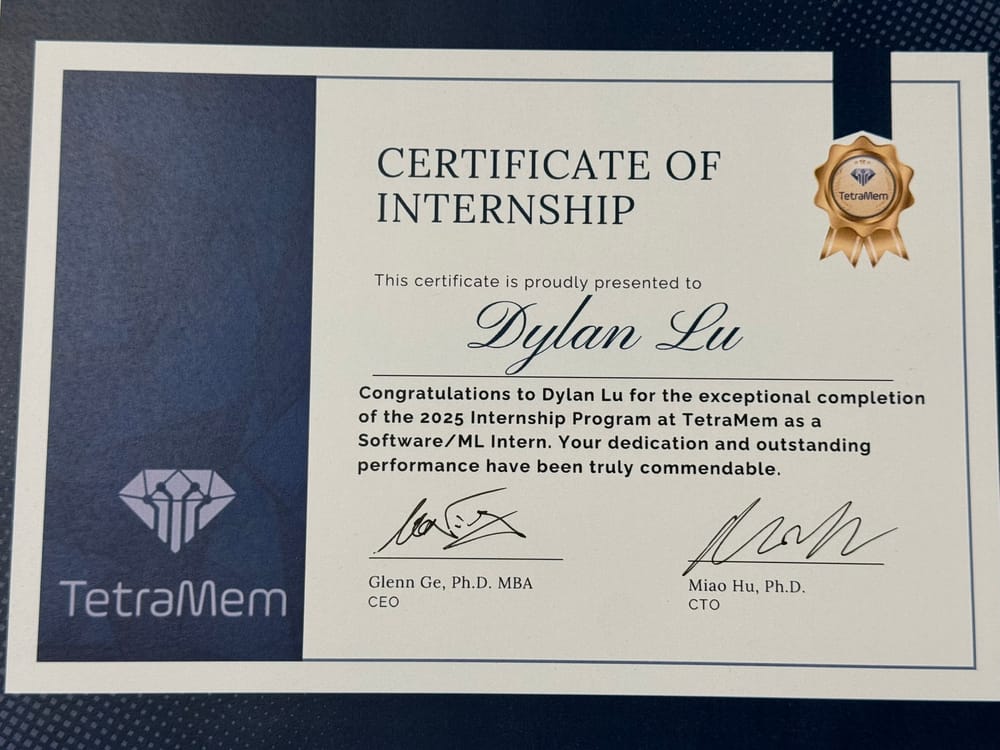 CERTIFICATE OF
INTERNSHIP
TetraMem
This certificate is proudly presented to
Dylan Lu
Congratulations to Dylan Lu for the exceptional completion
of the 2025 Internship Program at TetraMem as a
Software/ML Intern. Your dedication and outstanding
performance have been truly commendable.
Glenn Ge, Ph.D. MBA
CEO
Miao Hu, Ph.D.
CTO
TetraMem